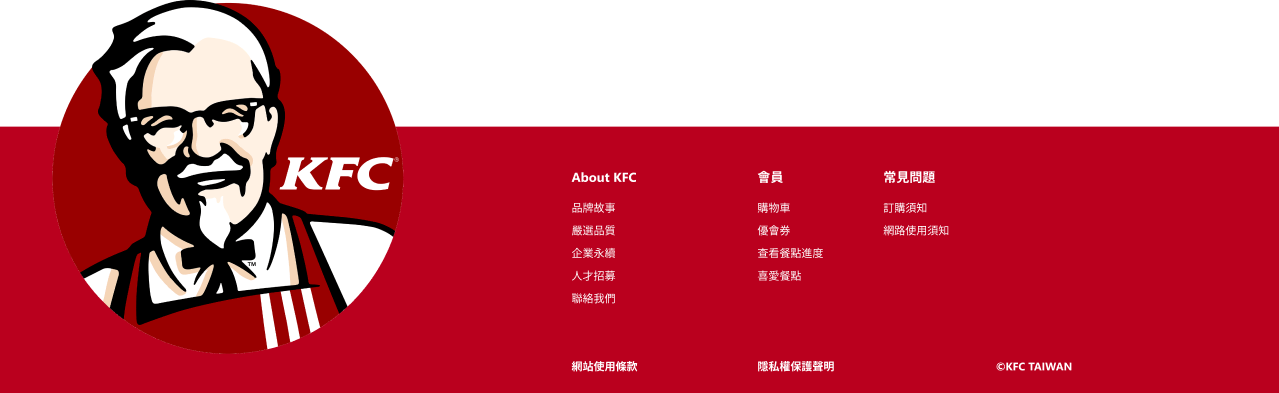 KFC®
™
About KFC
品牌故事
嚴選品質
企業永續
人才招募
聯絡我們
會員
購物車
優會券
查看餐點進度
喜愛餐點
常見問題
訂購須知
網路使用須知
網站使用條款
隱私權保護聲明
©KFC TAIWAN